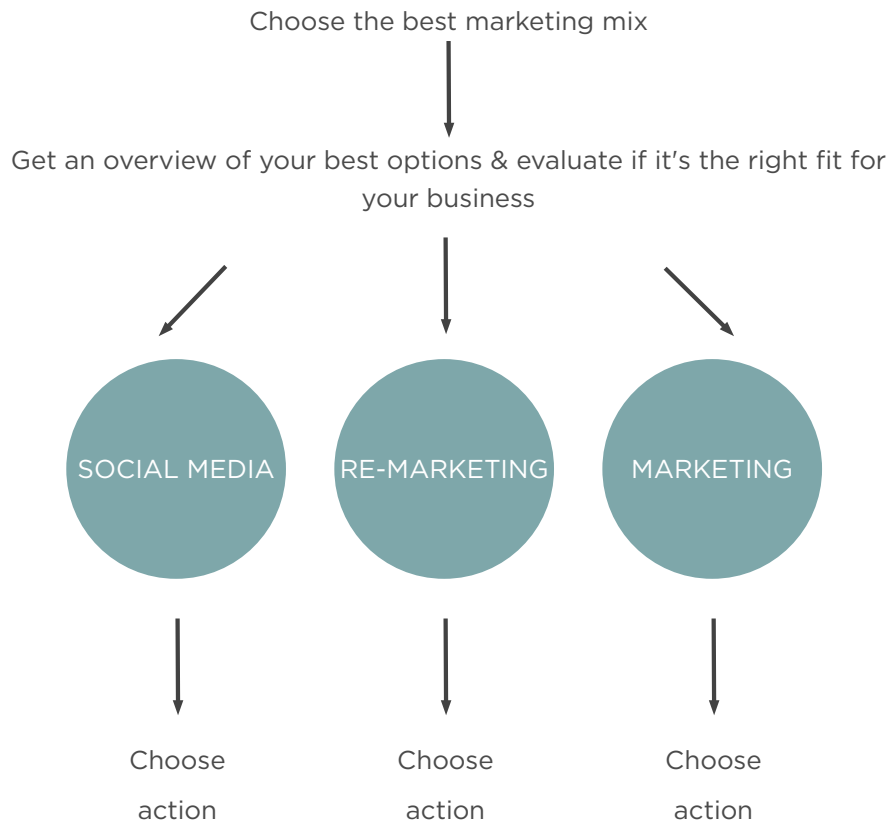 Choose the best marketing mix
Get an overview of your best options & evaluate if it's the right fit for
your business
SOCIAL MEDIA
RE-MARKETING
MARKETING
Choose
action
Choose
action
Choose
action